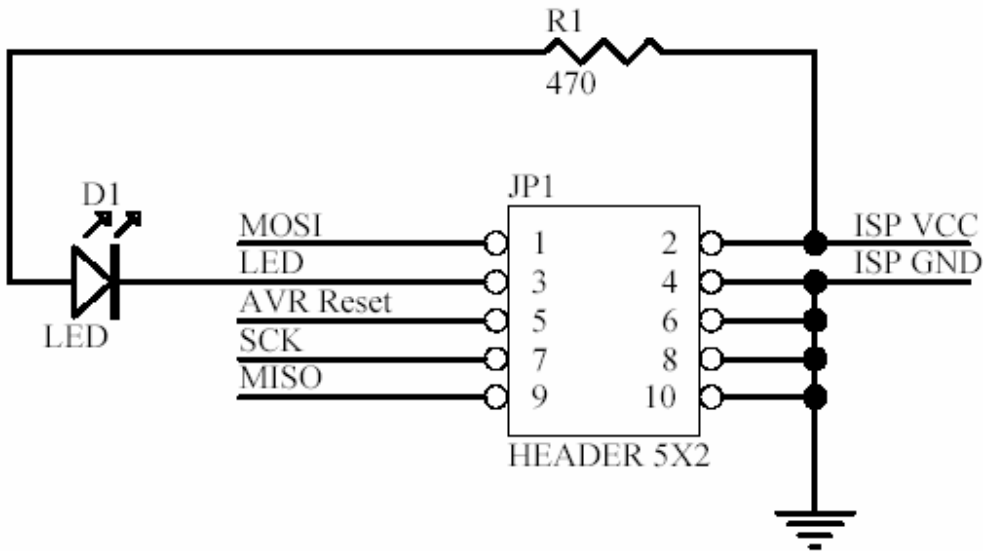 R1
470
D1
JP1
MOSI 1 2 ISP VCC
LED 3 4 ISP GND
AVR Reset 5 6
LED
SCK 7 8
MISO 9 10
HEADER 5X2